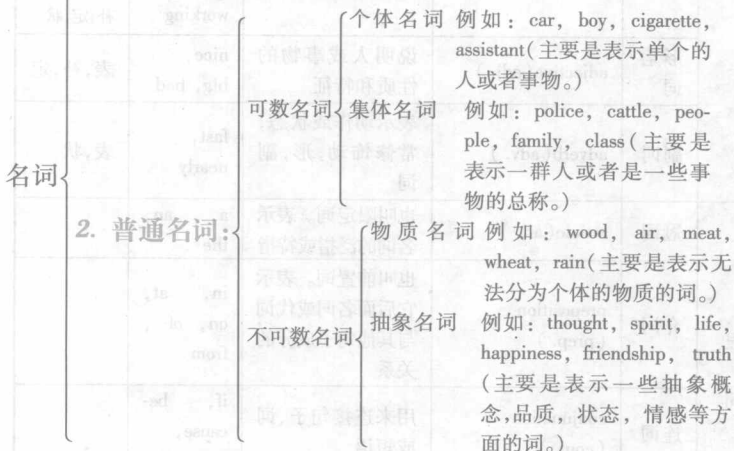 个体名词 例如：car，boy，cigarette，
assistant(主要是表示单个的
人或者事物。)
可数名词
集体名词 例如：police，cattle，peo-
ple，family，class(主要是
表示一群人或者是一些事
物的总称。)
名词
2. 普通名词：
物质名词 例如：wood，air，meat，
wheat，rain(主要是表示无
法分为个体的物质的词。)
不可数名词
抽象名词 例如：thought，spirit，life，
happiness，friendship，truth
(主要是表示一些抽象概
念,品质，状态，情感等方
面的词。)